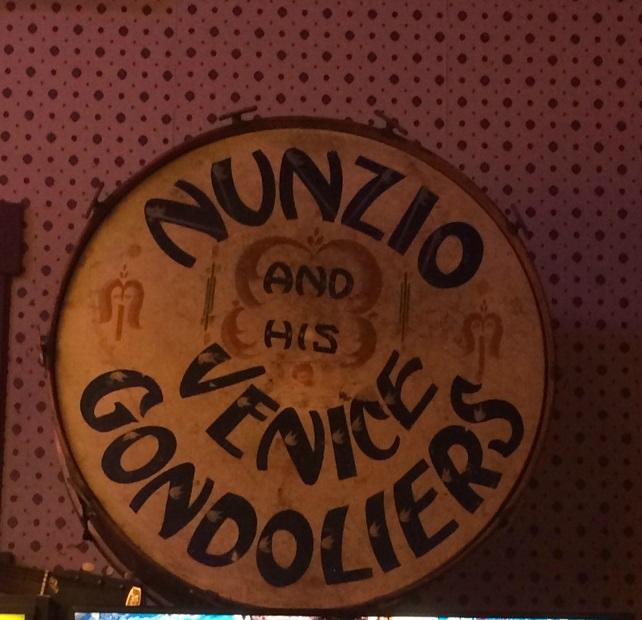 NUNZIO
AND
HIS
VENICE
GONDOLIERS